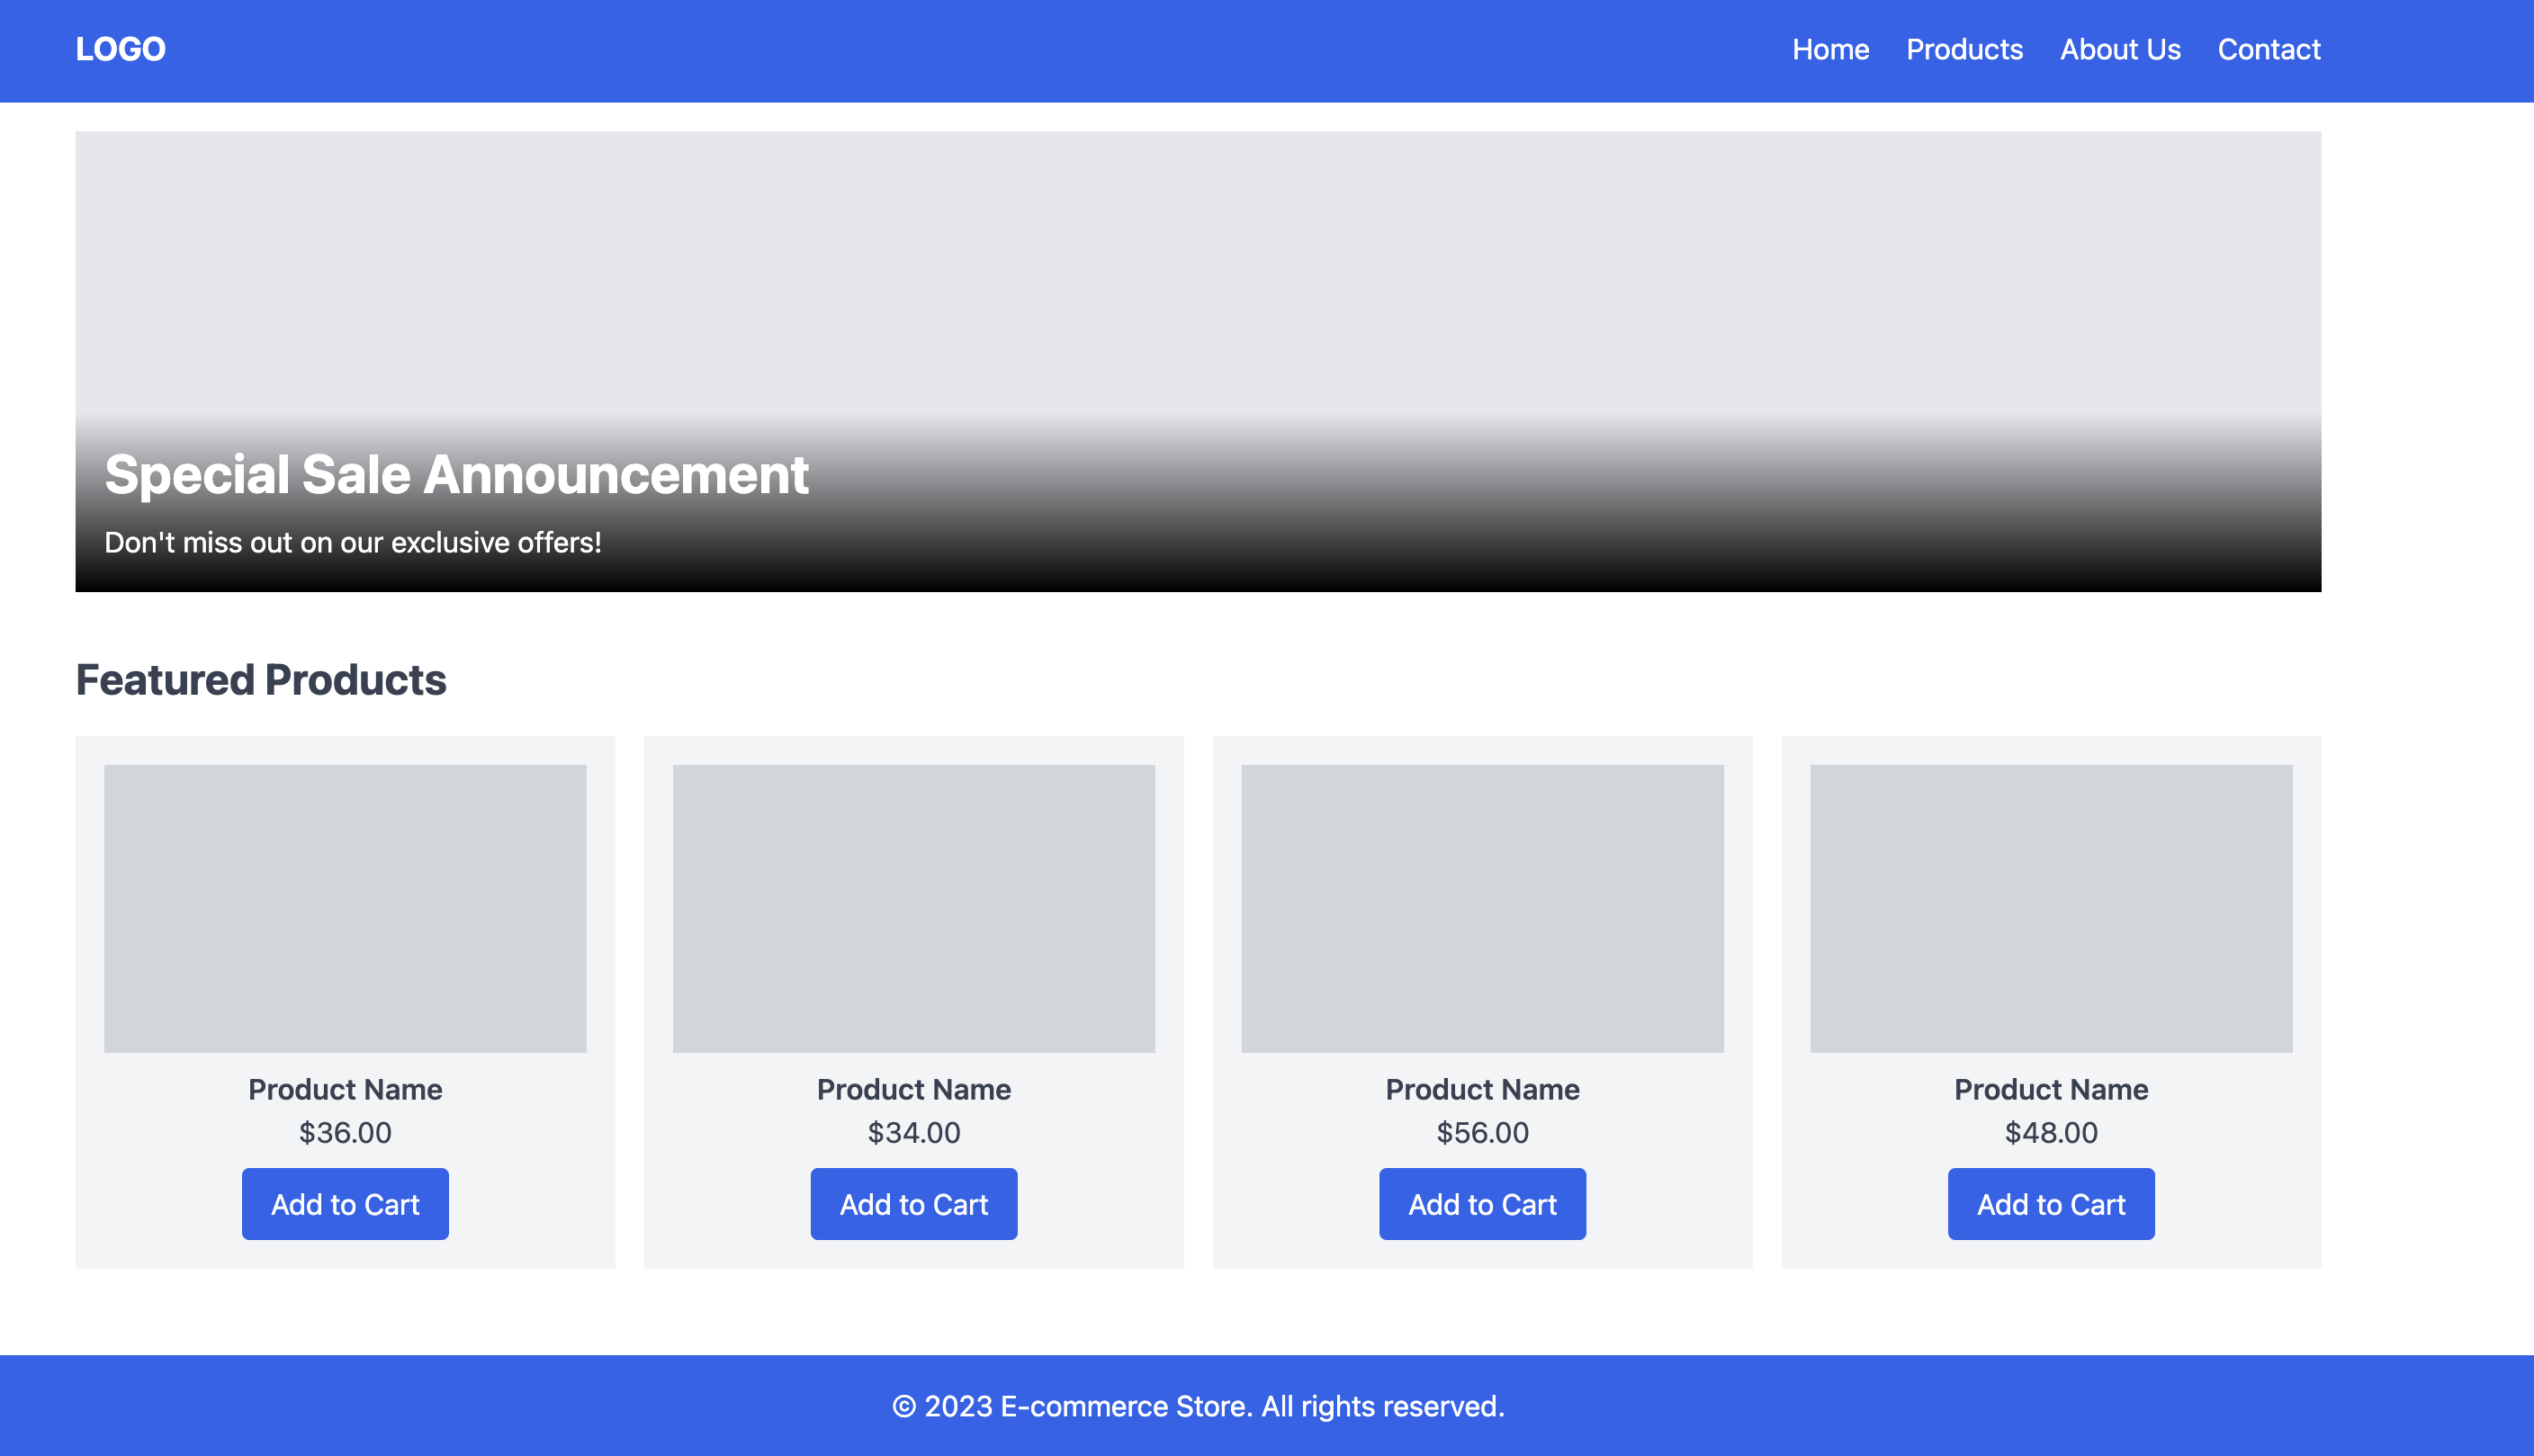 LOGO
Home Products About Us Contact
Special Sale Announcement
Don't miss out on our exclusive offers!
Featured Products
Product Name
$36.00
Add to Cart
Product Name
$34.00
Add to Cart
Product Name
$56.00
Add to Cart
Product Name
$48.00
Add to Cart
© 2023 E-commerce Store. All rights reserved.